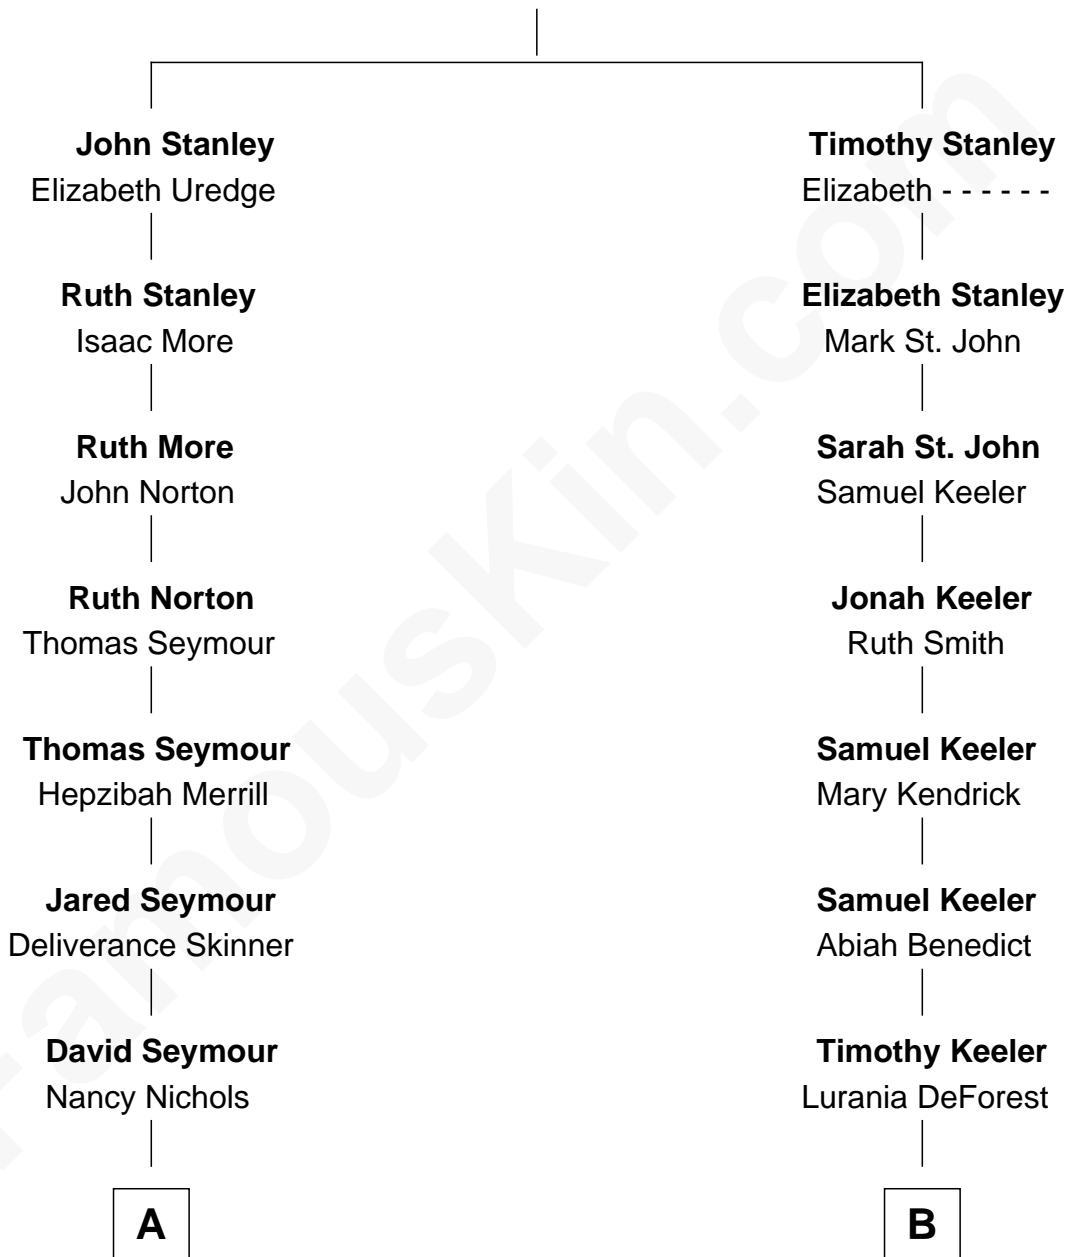 John Stanley
Elizabeth Uredge
Ruth Stanley
Isaac More
Ruth More
John Norton
Ruth Norton
Thomas Seymour
Thomas Seymour
Hepzibah Merrill
Jared Seymour
Deliverance Skinner
David Seymour
Nancy Nichols
A
Timothy Stanley
Elizabeth - - - - - -
Elizabeth Stanley
Mark St. John
Sarah St. John
Samuel Keeler
Jonah Keeler
Ruth Smith
Samuel Keeler
Mary Kendrick
Samuel Keeler
Abiah Benedict
Timothy Keeler
Lurania DeForest
B
FamousKin.com